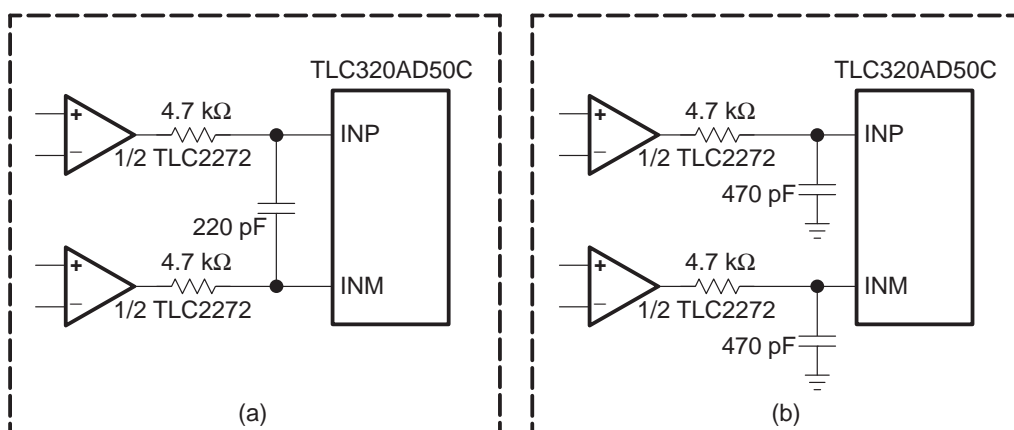 TLC320AD50C
4.7 kΩ
+
−
1/2 TLC2272
INP
220 pF
4.7 kΩ
+
−
1/2 TLC2272
INM
(a)
TLC320AD50C
4.7 kΩ
+
−
1/2 TLC2272
INP
470 pF
4.7 kΩ
+
−
1/2 TLC2272
INM
470 pF
(b)